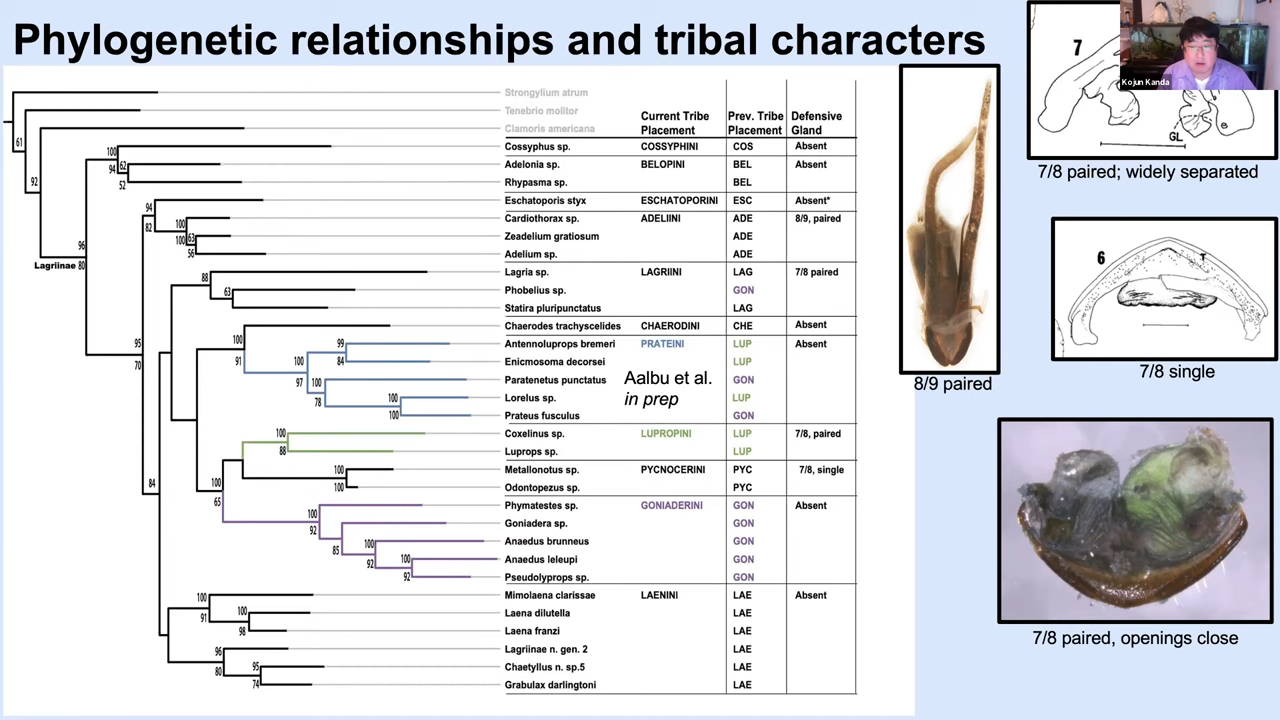 Phylogenetic relationships and tribal characters
Kojun Kanda
Current Tribe Placement
Prev. Tribe Placement
Defensive Gland
Strongylium atrum
Tenebrio molitor
Clamoris americana
Cossyphus sp. COSSYPHINI COS Absent
Adelonia sp. BELOPINI BEL Absent
Rhypasma sp. BEL
Eschatoporis styx ESCHATOPORINI ESC Absent*
Cardiothorax sp. ADELIINI ADE 8/9, paired
Zeadelium gratiosum ADE
Adelium sp. ADE
Lagria sp. LAGRIINI LAG 7/8 paired
Phobelius sp. GON
Statira pluripunctatus LAG
Chaerodes trachyscelides CHAERODINI CHE Absent
Antennoluprops bremeri PRATEINI LUP Absent
Enicmosoma decorsei LUP
Paratenetus punctatus GON
Lorelus sp. LUP
Prateus fusculus GON
Aalbu et al.
in prep
Coxelinus sp. LUPROPINI LUP 7/8, paired
Luprops sp. LUP
Metallonotus sp. PYCNOCERINI PYC 7/8, single
Odontopezus sp. PYC
Phymatestes sp. GONIADERINI GON Absent
Goniadera sp. GON
Anaedus brunneus GON
Anaedus leleupi GON
Pseudolyprops sp. GON
Mimolaena clarissae LAENINI LAE Absent
Laena dilutella LAE
Laena franzi LAE
Lagriinae n. gen. 2 LAE
Chaetyllus n. sp.5 LAE
Grabulax darlingtoni LAE
Lagriinae
61
92
96
80
100
94
62
52
94
82
100
100
63
56
88
63
95
70
84
100
91
99
84
100
97
100
78
100
100
100
88
100
65
100
100
100
92
85
100
92
100
92
100
91
100
98
96
80
95
74
8/9 paired
7
GL
7/8 paired; widely separated
6
T
7/8 single
7/8 paired, openings close